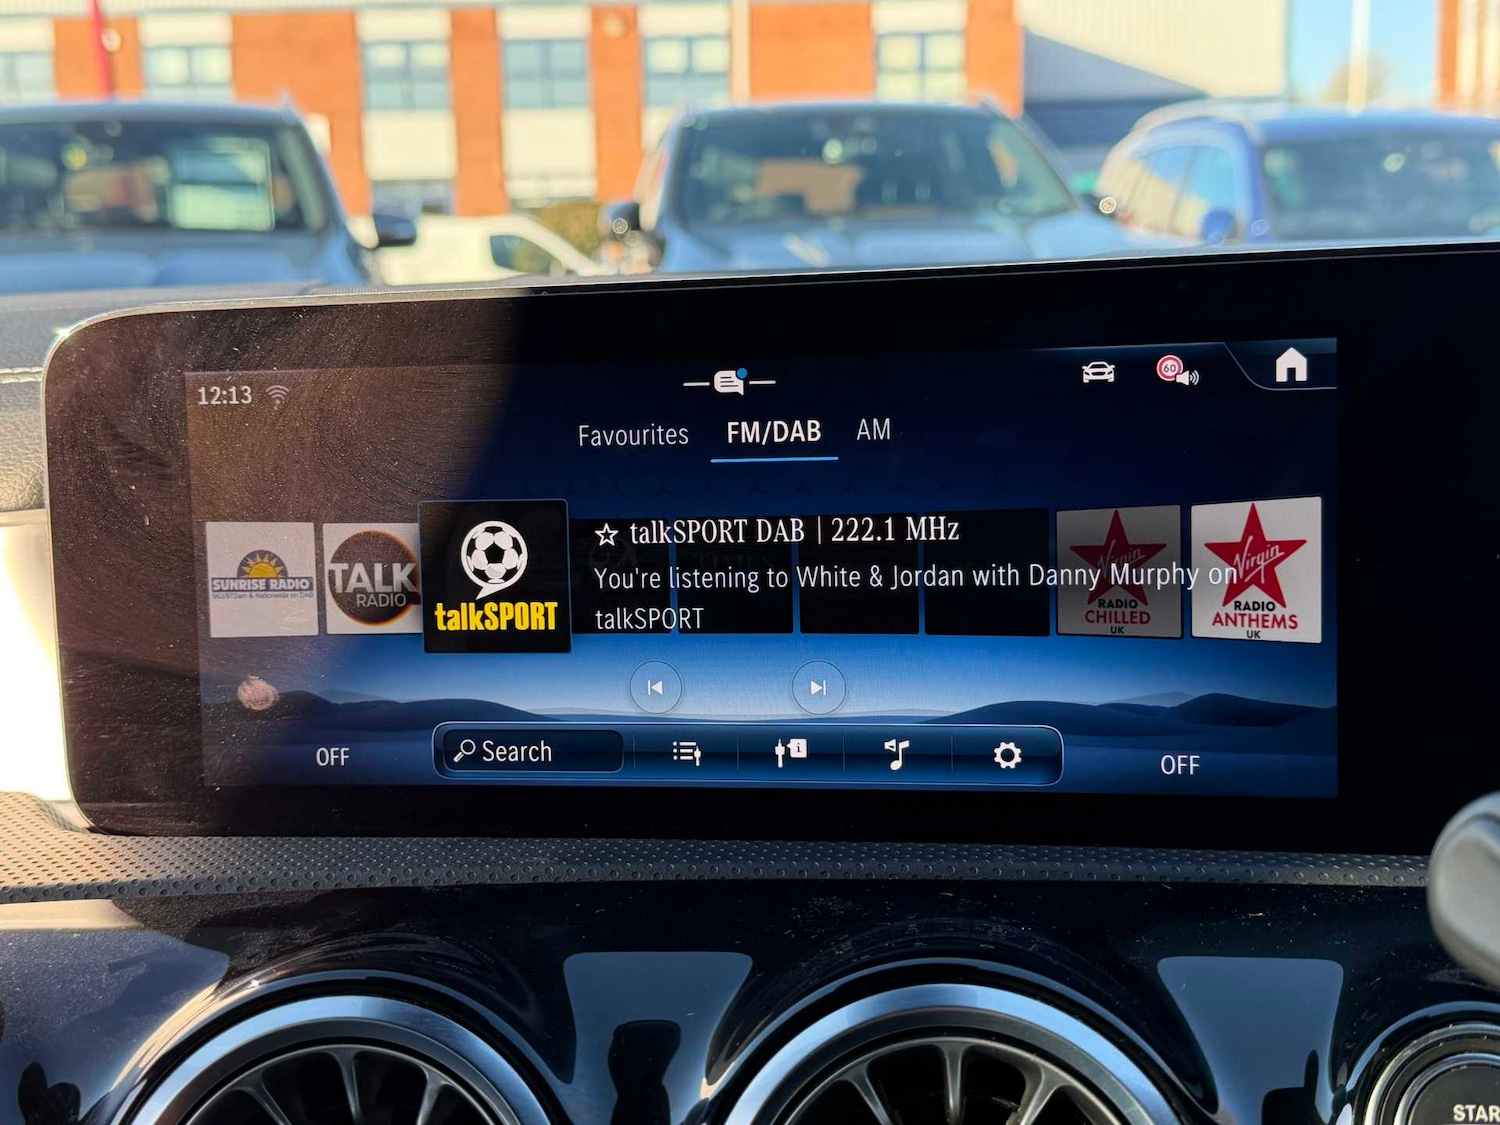 12:13
60
Favourites FM/DAB AM
SUNRISE RADIO
TALK
RADIO
talkSPORT
talkSPORT DAB | 222.1 MHz
You're listening to White & Jordan with Danny Murphy on
talkSPORT
Virgin
RADIO
CHILLED
UK
Virgin
RADIO
ANTHEMS
UK
OFF
Search
i
OFF
STAR